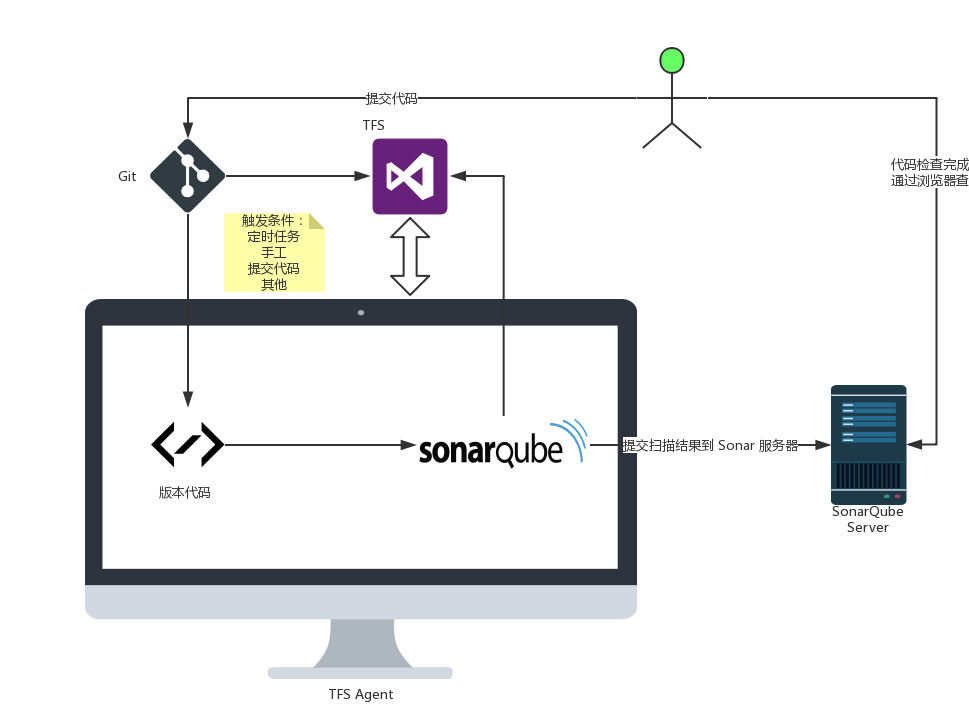 提交代码
TFS
Git
代码检查完成
通过浏览器查
触发条件：
定时任务
手工
提交代码
其他
sonarqube
提交扫描结果到 Sonar 服务器
版本代码
SonarQube
Server
TFS Agent